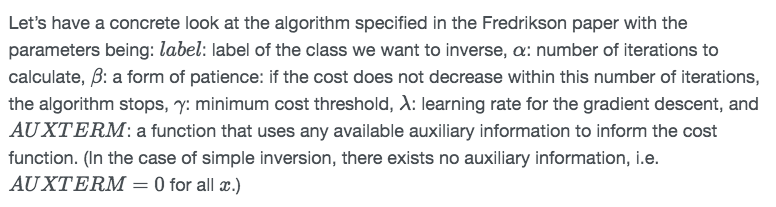 Let's have a concrete look at the algorithm specified in the Fredrikson paper with the
parameters being: label: label of the class we want to inverse, α: number of iterations to
calculate, β: a form of patience: if the cost does not decrease within this number of iterations,
the algorithm stops, γ: minimum cost threshold, λ: learning rate for the gradient descent, and
AUXTERM: a function that uses any available auxiliary information to inform the cost
function. (In the case of simple inversion, there exists no auxiliary information, i.e.
AUXTERM = 0 for all x.)